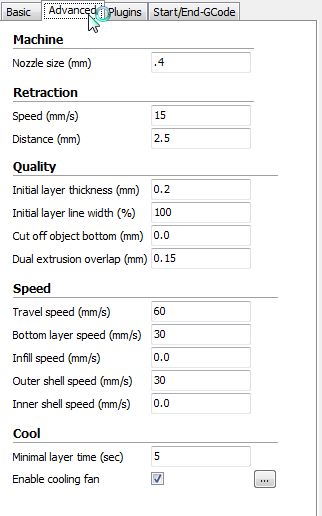 Basic Advanced Plugins Start/End-GCode
Machine
Nozzle size (mm) .4
Retraction
Speed (mm/s) 15
Distance (mm) 2.5
Quality
Initial layer thickness (mm) 0.2
Initial layer line width (%) 100
Cut off object bottom (mm) 0.0
Dual extrusion overlap (mm) 0.15
Speed
Travel speed (mm/s) 60
Bottom layer speed (mm/s) 30
Infill speed (mm/s) 0.0
Outer shell speed (mm/s) 30
Inner shell speed (mm/s) 0.0
Cool
Minimal layer time (sec) 5
Enable cooling fan ...